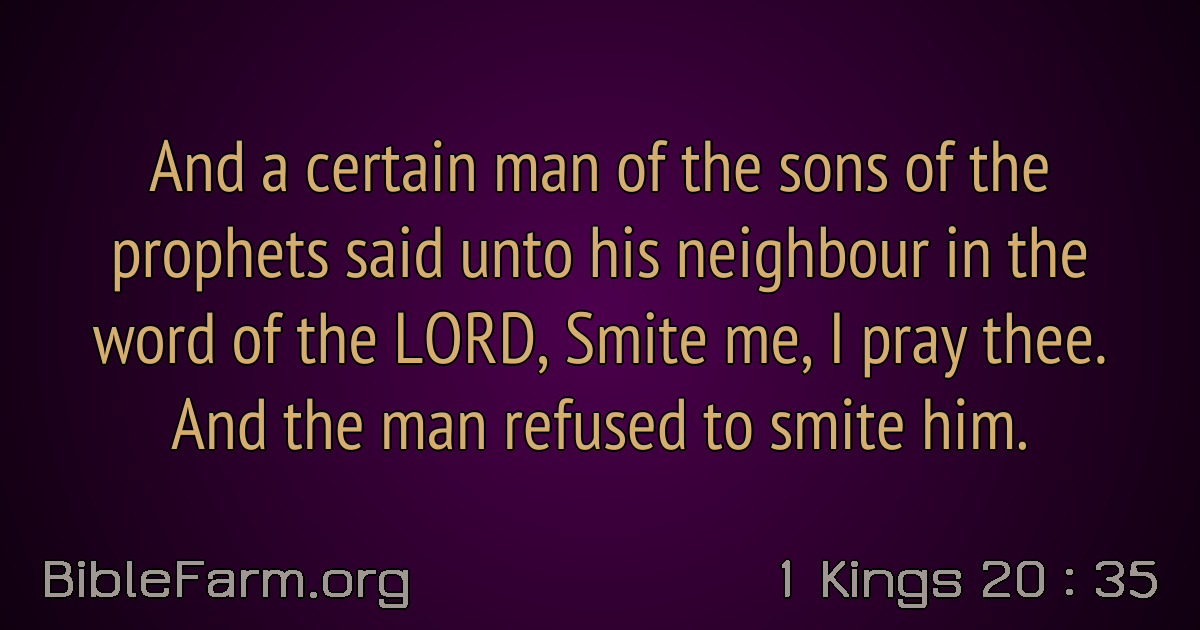 And a certain man of the sons of the
prophets said unto his neighbour in the
word of the LORD, Smite me, I pray thee.
And the man refused to smite him.
BibleFarm.org
1 Kings 20 : 35